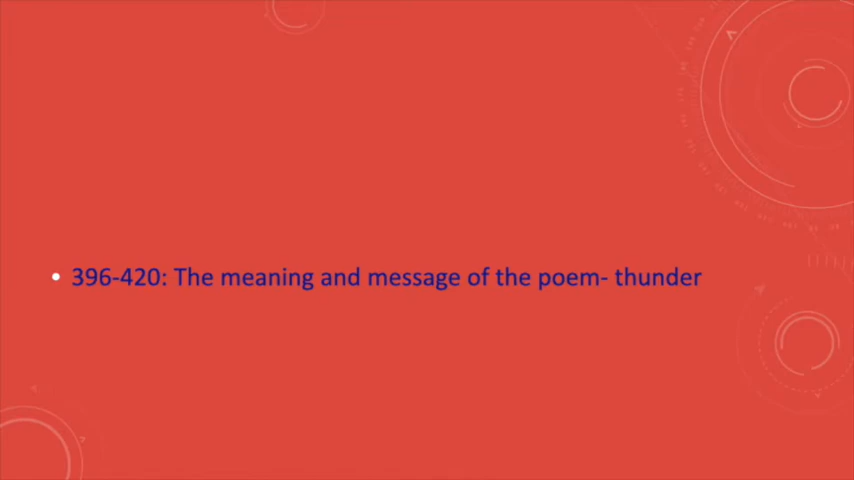 • 396-420: The meaning and message of the poem- thunder